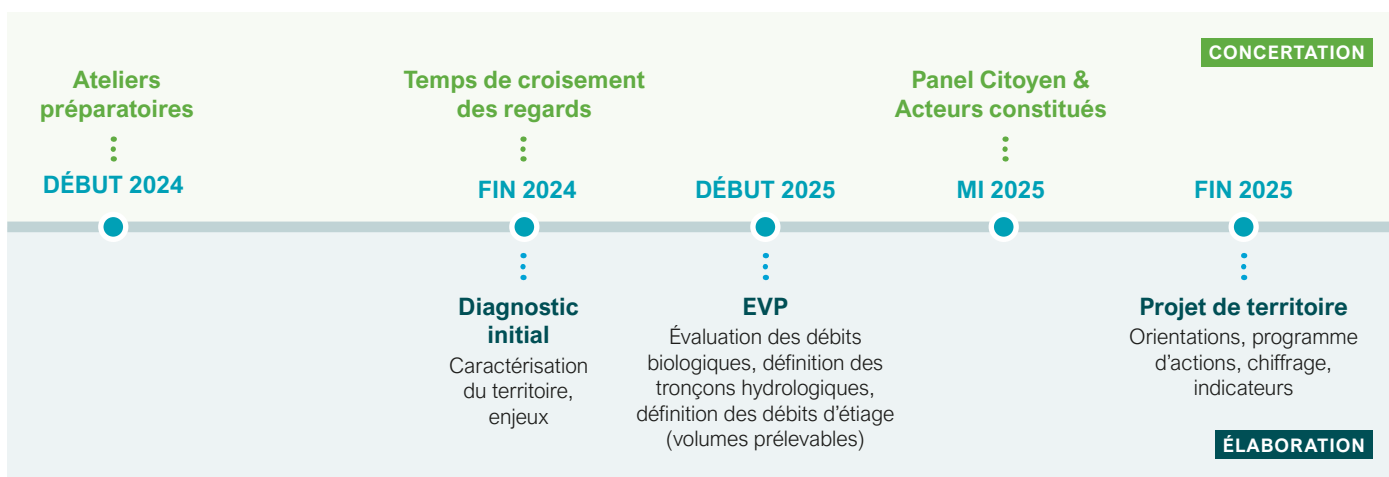 CONCERTATION
Ateliers
préparatoires
Temps de croisement
des regards
Panel Citoyen &
Acteurs constitués
DÉBUT 2024
FIN 2024
DÉBUT 2025
MI 2025
FIN 2025
Diagnostic
initial
Caractérisation
du territoire,
enjeux
EVP
Évaluation des débits
biologiques, définition des
tronçons hydrologiques,
définition des débits d’étiage
(volumes prélevables)
Projet de territoire
Orientations, programme
d’actions, chiffrage,
indicateurs
ÉLABORATION